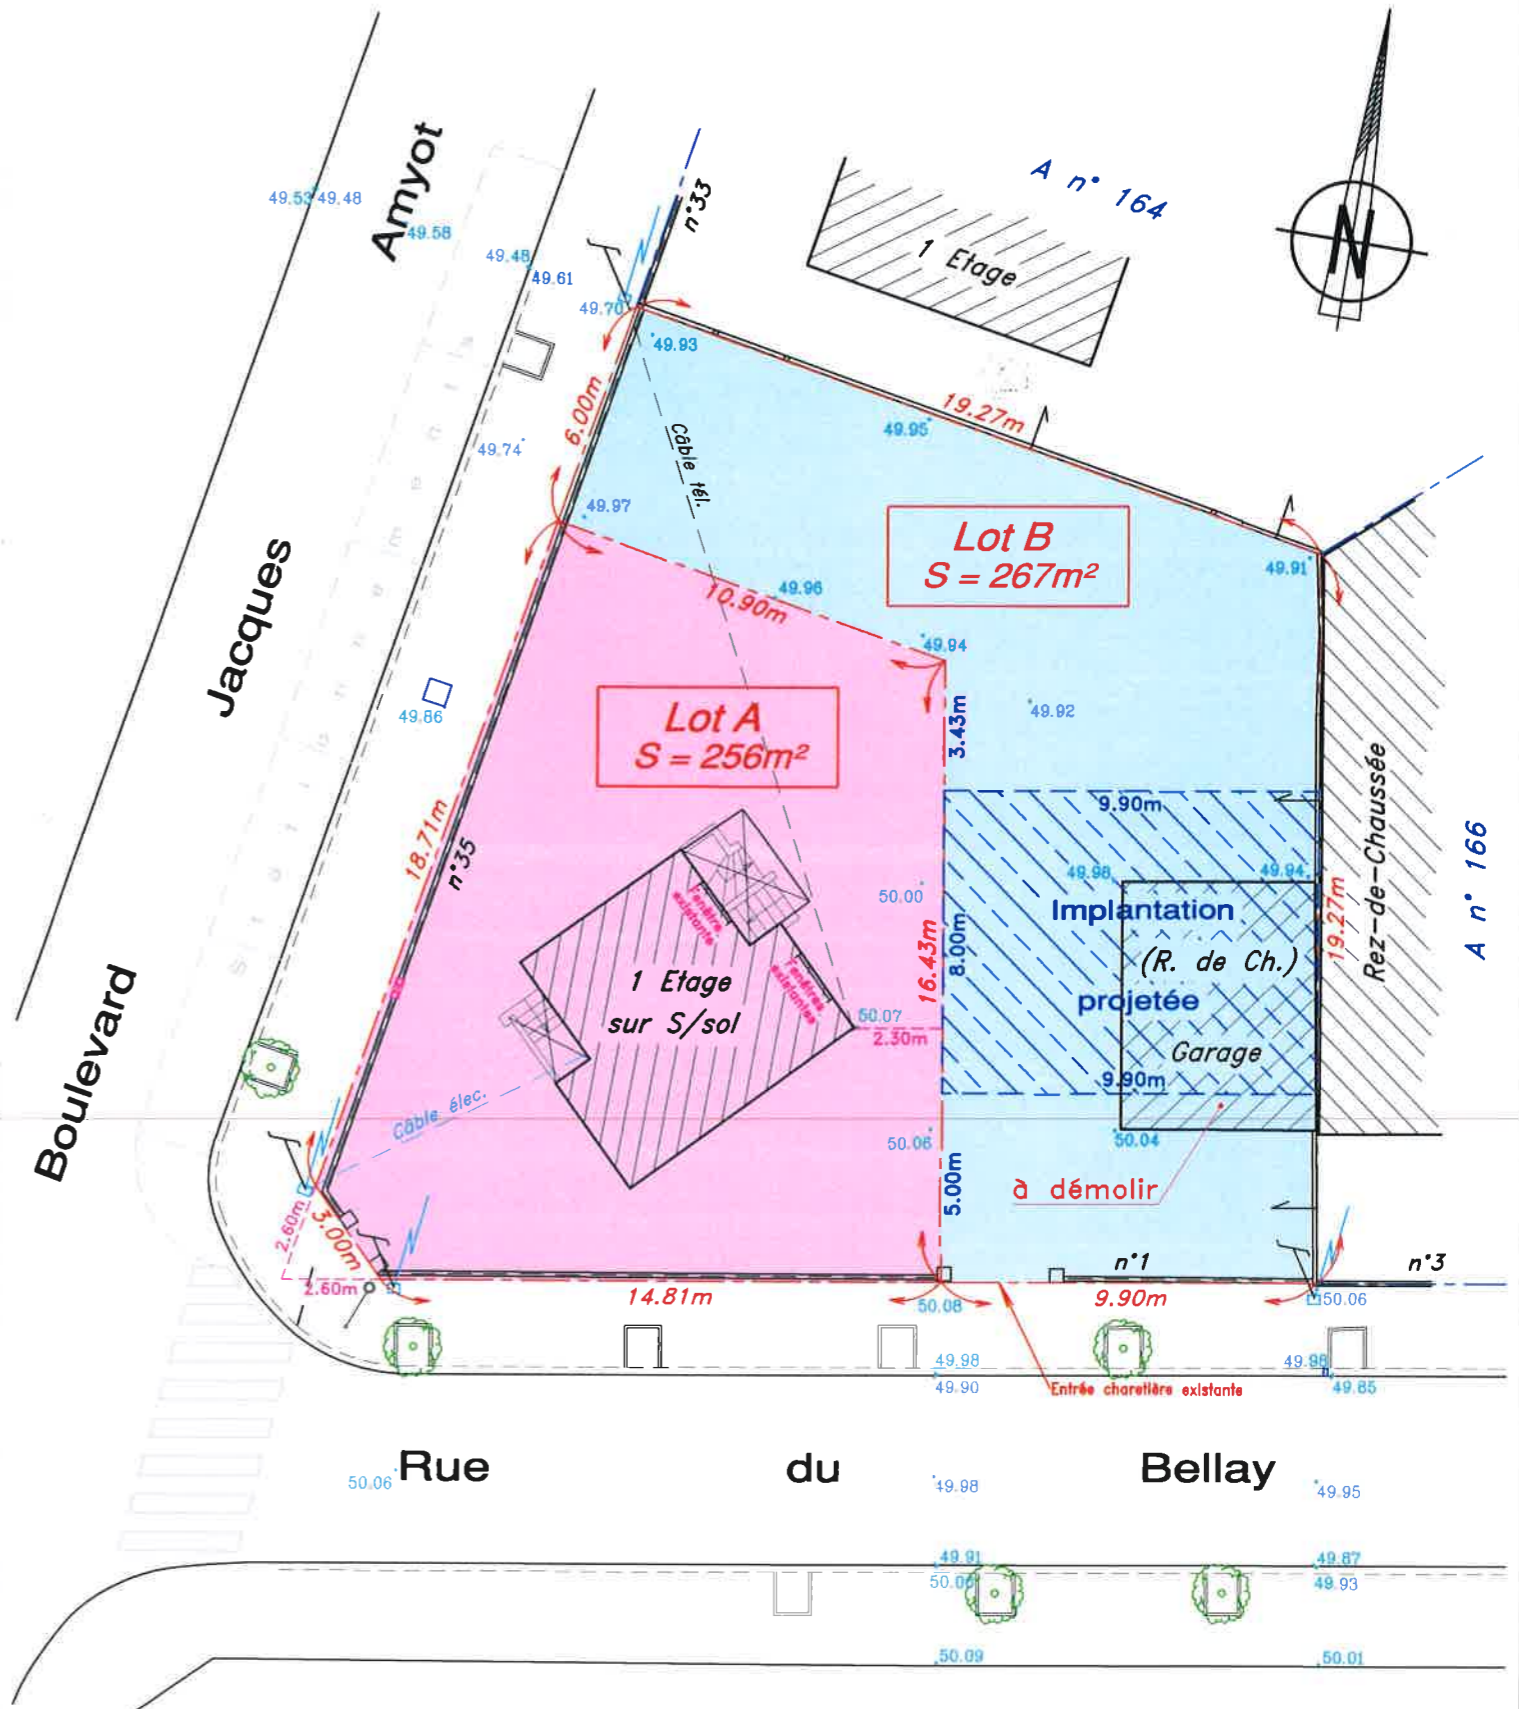 Amyot
Jacques
Boulevard
49.53
49.48
49.58
49.48
49.61
49.70
n°33
A n° 164
1 Etage
N
49.93
6.00m
19.27m
49.95
49.74
Câble tél.
49.97
Lot B
S = 267m²
49.91
49.96
10.90m
49.94
49.86
Lot A
S = 256m²
49.92
3.43m
Rez-de-Chaussée
A n° 166
18.71m
n°35
9.90m
49.98
49.94
Fenêtre
existante
50.00
Implantation
19.27m
16.43m
8.00m
(R. de Ch.)
Fenêtres
existantes
1 Etage
sur S/sol
projetée
50.07
2.30m
Garage
9.90m
Câble élec.
50.06
50.04
5.00m
à démolir
2.60m
3.00m
2.60m
n°1
n°3
14.81m
50.08
9.90m
50.06
49.98
49.90
49.98
49.85
Entrée charetière existante
Rue du Bellay
50.06
49.98
49.95
49.91
49.87
49.93
50.09
50.01